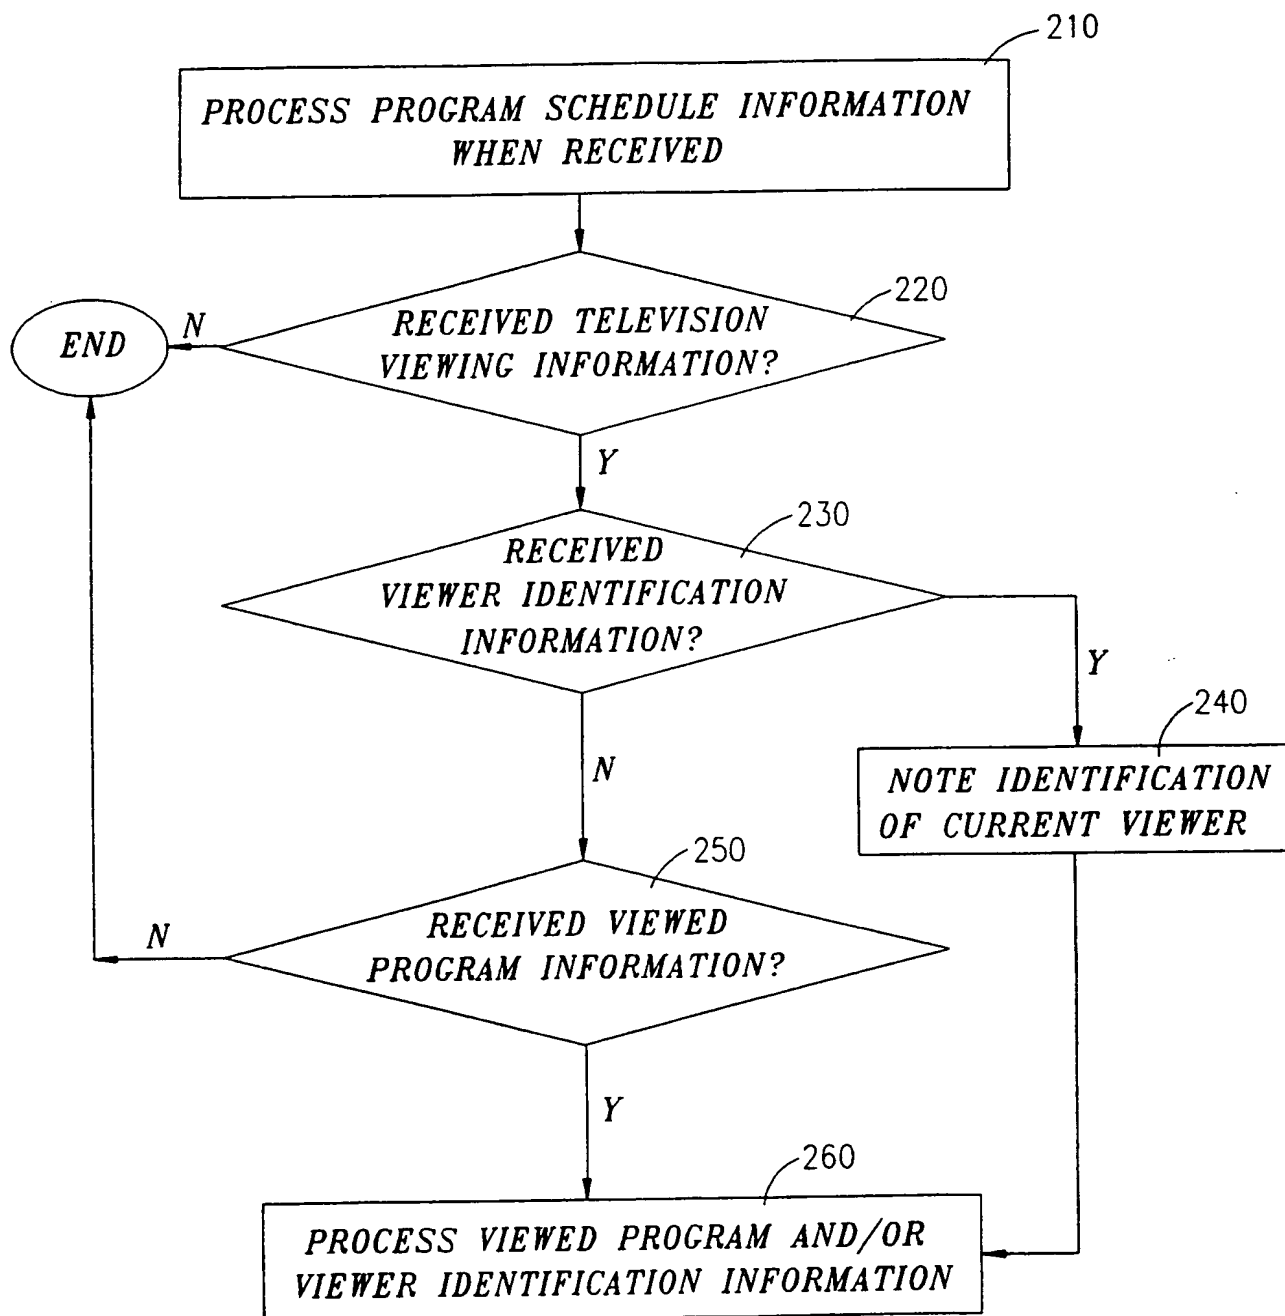 210
PROCESS PROGRAM SCHEDULE INFORMATION
WHEN RECEIVED
220
RECEIVED TELEVISION
VIEWING INFORMATION?
N
END
Y
230
RECEIVED
VIEWER IDENTIFICATION
INFORMATION?
Y
240
NOTE IDENTIFICATION
OF CURRENT VIEWER
N
250
RECEIVED VIEWED
PROGRAM INFORMATION?
N
Y
260
PROCESS VIEWED PROGRAM AND/OR
VIEWER IDENTIFICATION INFORMATION